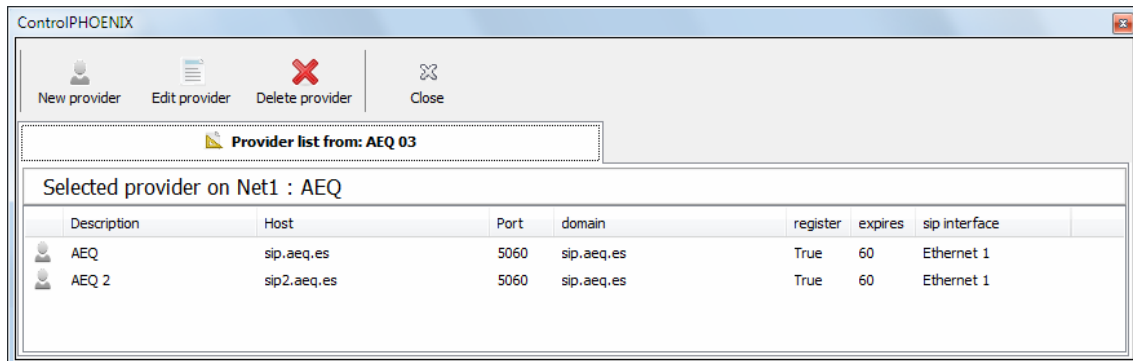 ControlPHOENIX
New provider Edit provider Delete provider Close
Provider list from: AEQ 03
Selected provider on Net1 : AEQ
Description Host Port domain register expires sip interface
AEQ sip.aeq.es 5060 sip.aeq.es True 60 Ethernet 1
AEQ 2 sip2.aeq.es 5060 sip.aeq.es True 60 Ethernet 1